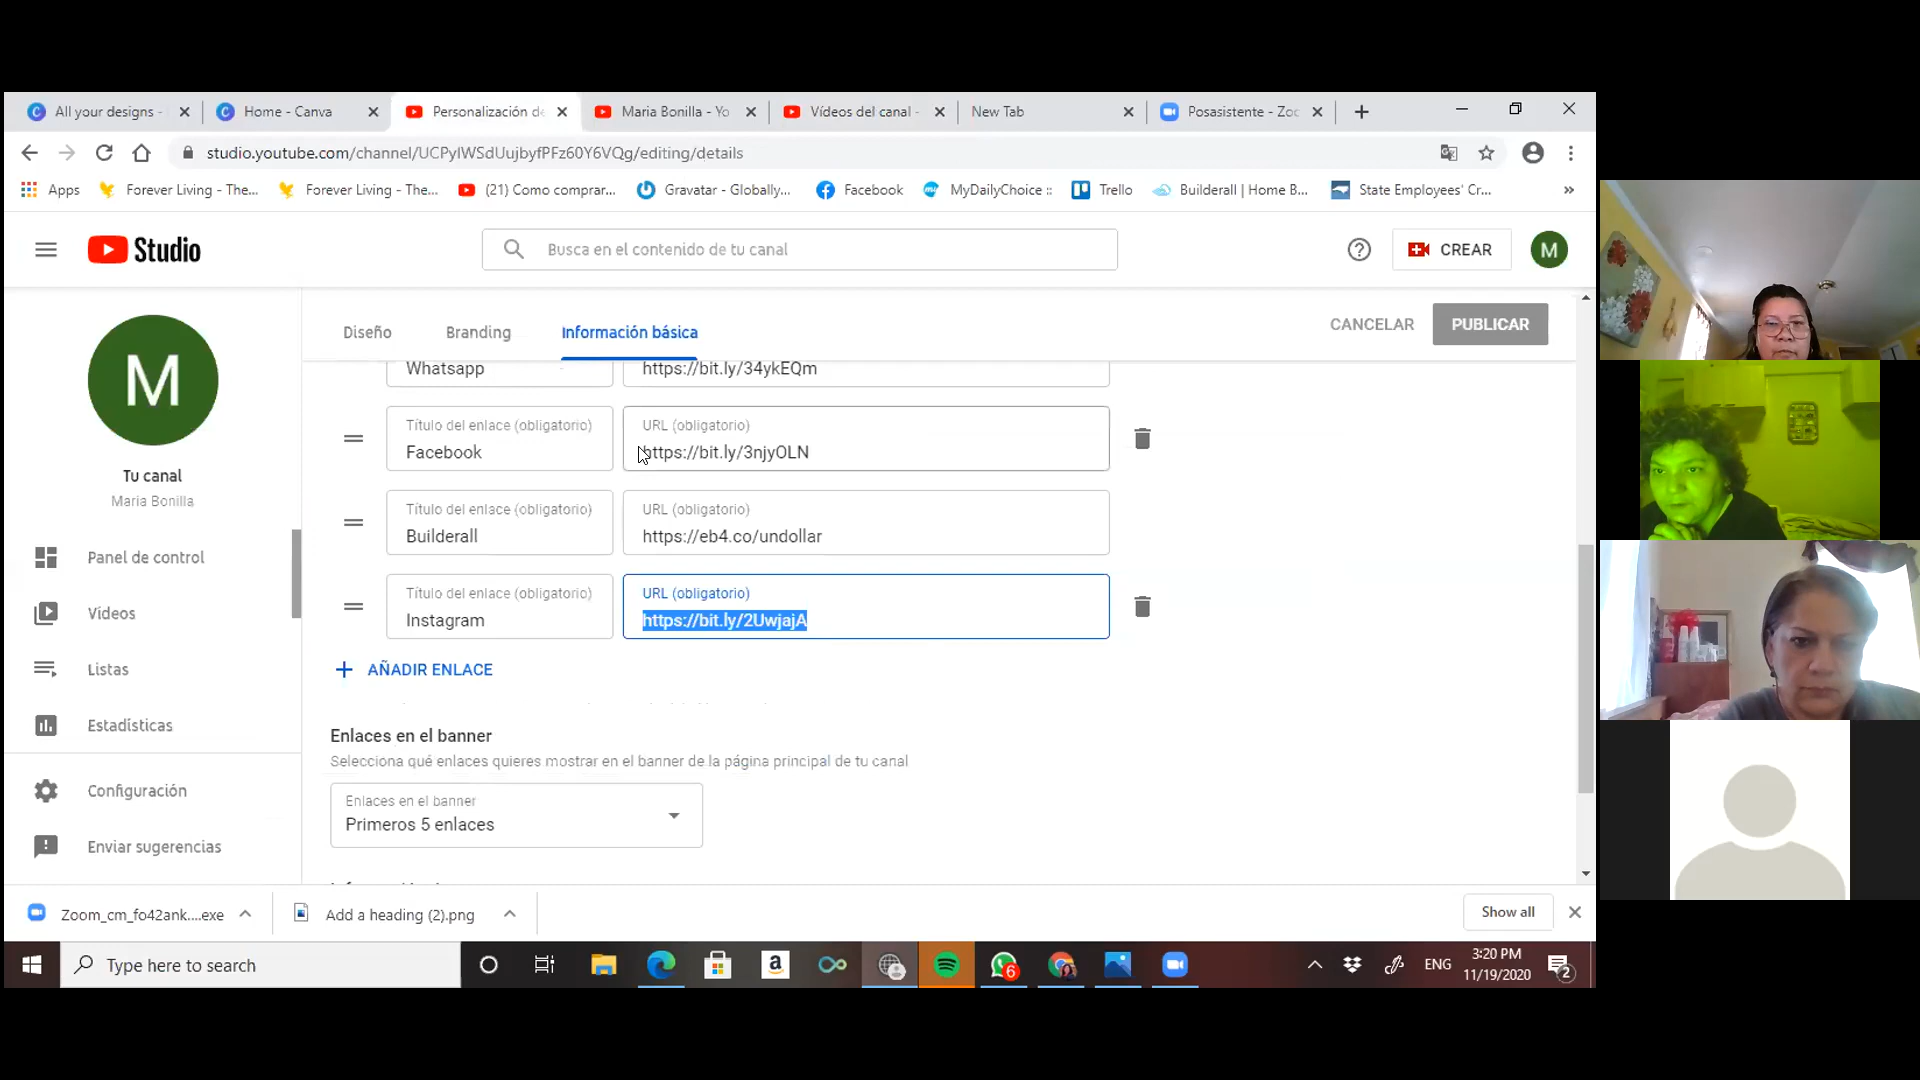 All your designs -
Home - Canva
Personalización de
Maria Bonilla - Yo
Vídeos del canal -
New Tab
Posasistente - Zoo
studio.youtube.com/channel/UCPyIWSdUujbyfPFz60Y6VQg/editing/details
Apps
Forever Living - The...
Forever Living - The...
(21) Como comprar...
Gravatar - Globally...
Facebook
MyDailyChoice ::
Trello
Builderall | Home B...
State Employees' Cr...
»
Studio
Busca en el contenido de tu canal
CREAR
M
M
Tu canal
Maria Bonilla
Panel de control
Vídeos
Listas
Estadísticas
Configuración
Enviar sugerencias
Diseño
Branding
Información básica
CANCELAR
PUBLICAR
Whatsapp
https://bit.ly/34ykEQm
Título del enlace (obligatorio)
Facebook
URL (obligatorio)
https://bit.ly/3njyOLN
Título del enlace (obligatorio)
Builderall
URL (obligatorio)
https://eb4.co/undollar
Título del enlace (obligatorio)
Instagram
URL (obligatorio)
https://bit.ly/2UwjajA
+ AÑADIR ENLACE
Enlaces en el banner
Selecciona qué enlaces quieres mostrar en el banner de la página principal de tu canal
Enlaces en el banner
Primeros 5 enlaces
Zoom_cm_fo42ank....exe
Add a heading (2).png
Show all
Type here to search
a
6
ENG
3:20 PM
11/19/2020
2